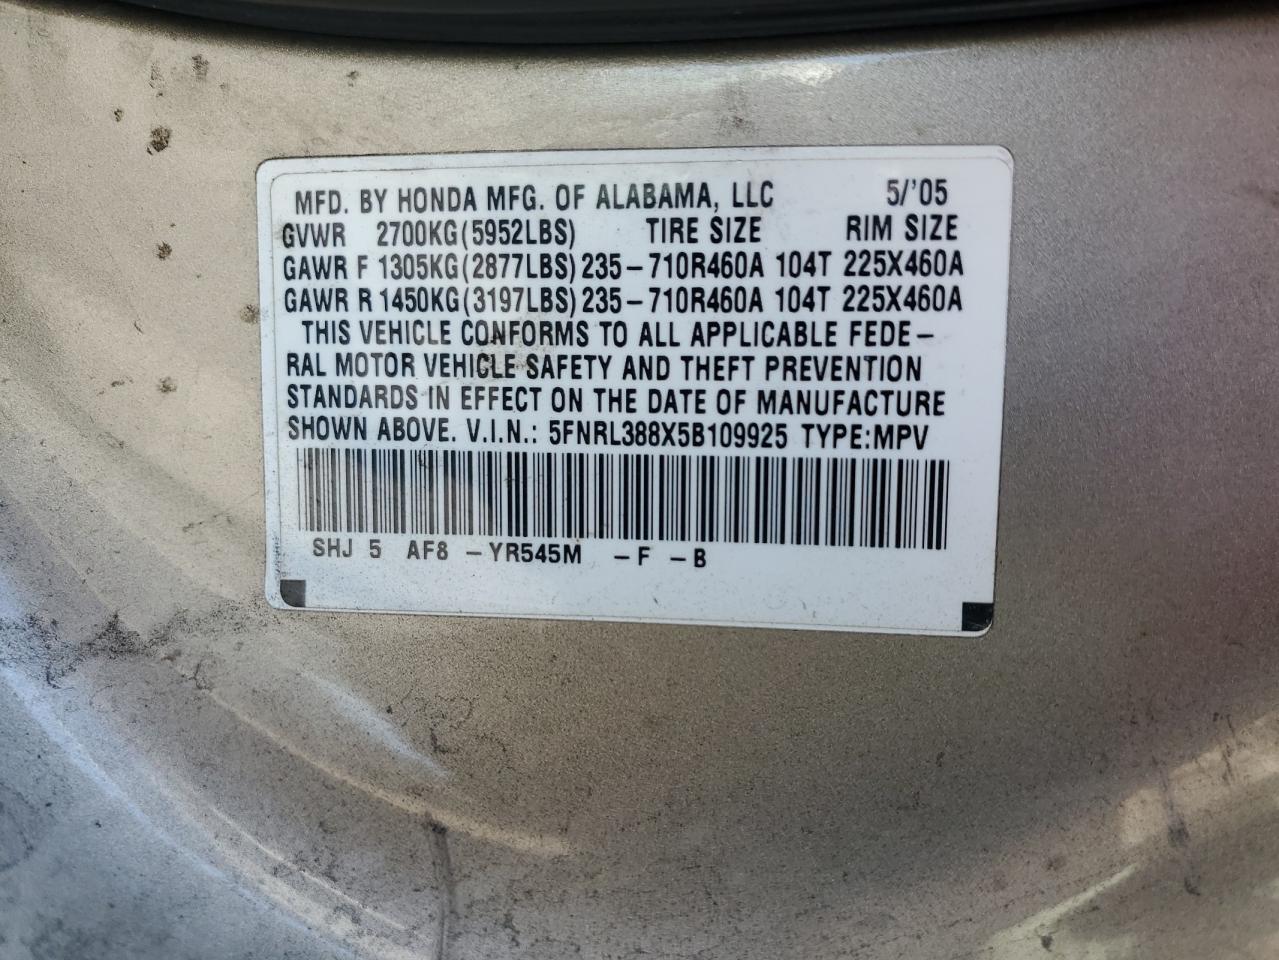 MFD. BY HONDA MFG. OF ALABAMA, LLC 5/'05
GVWR 2700KG(5952LBS) TIRE SIZE RIM SIZE
GAWR F 1305KG(2877LBS) 235-710R460A 104T 225X460A
GAWR R 1450KG(3197LBS) 235-710R460A 104T 225X460A
THIS VEHICLE CONFORMS TO ALL APPLICABLE FEDE-
RAL MOTOR VEHICLE SAFETY AND THEFT PREVENTION
STANDARDS IN EFFECT ON THE DATE OF MANUFACTURE
SHOWN ABOVE. V.I.N.: 5FNRL388X5B109925 TYPE:MPV
SHJ 5 AF8 -YR545M -F -B